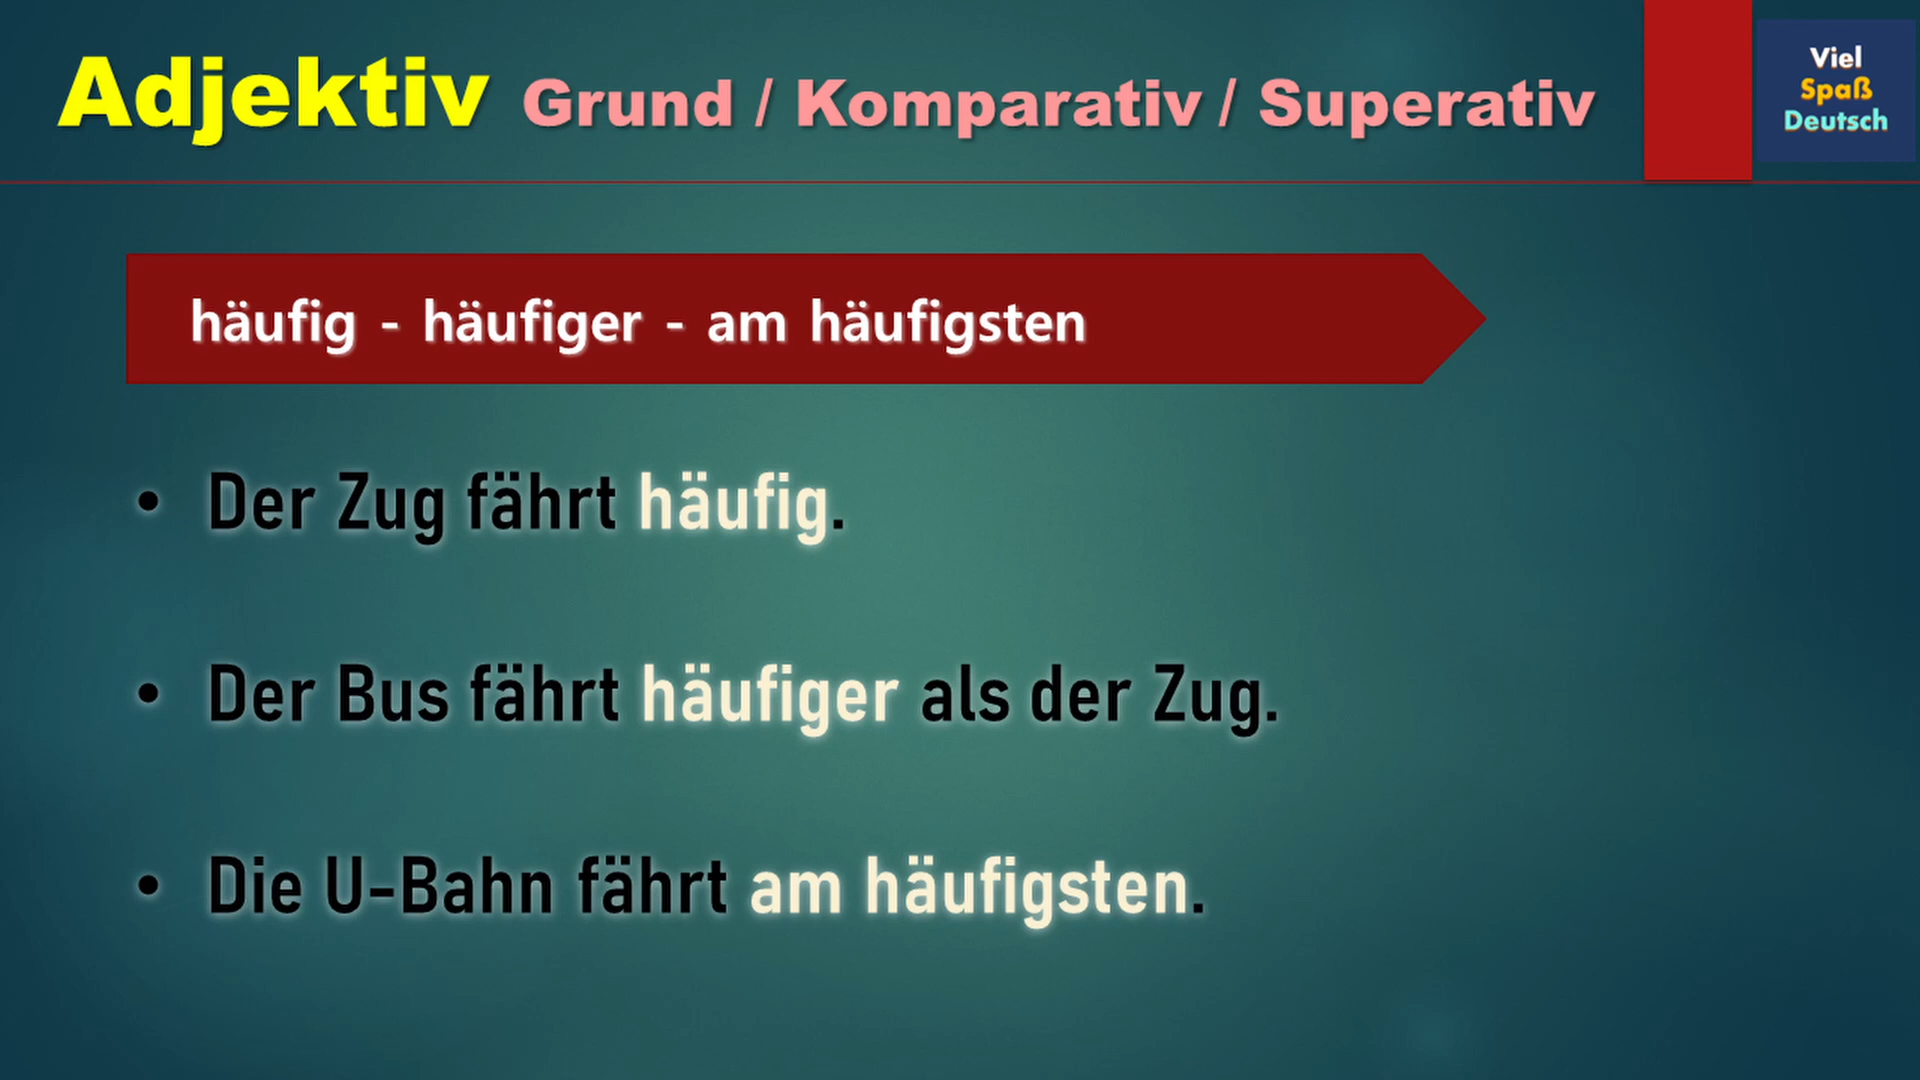 Adjektiv Grund / Komparativ / Superativ
Viel
Spaß
Deutsch
häufig - häufiger - am häufigsten
• Der Zug fährt häufig.
• Der Bus fährt häufiger als der Zug.
• Die U-Bahn fährt am häufigsten.